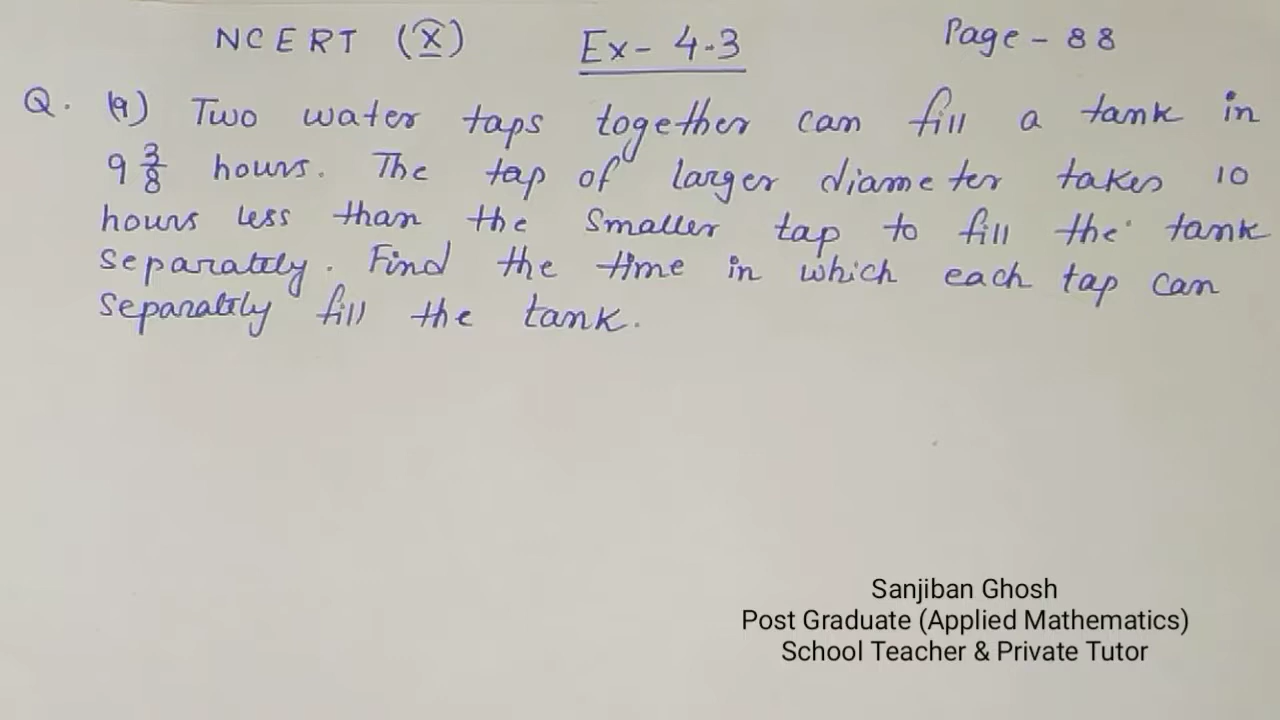 NCERT (X) Ex- 4.3 Page - 88
Q. (9) Two water taps together can fill a tank in
9 3/8 hours. The tap of larger diameter takes 10
hours less than the smaller tap to fill the tank
separately. Find the time in which each tap can
separately fill the tank.
Sanjiban Ghosh
Post Graduate (Applied Mathematics)
School Teacher & Private Tutor